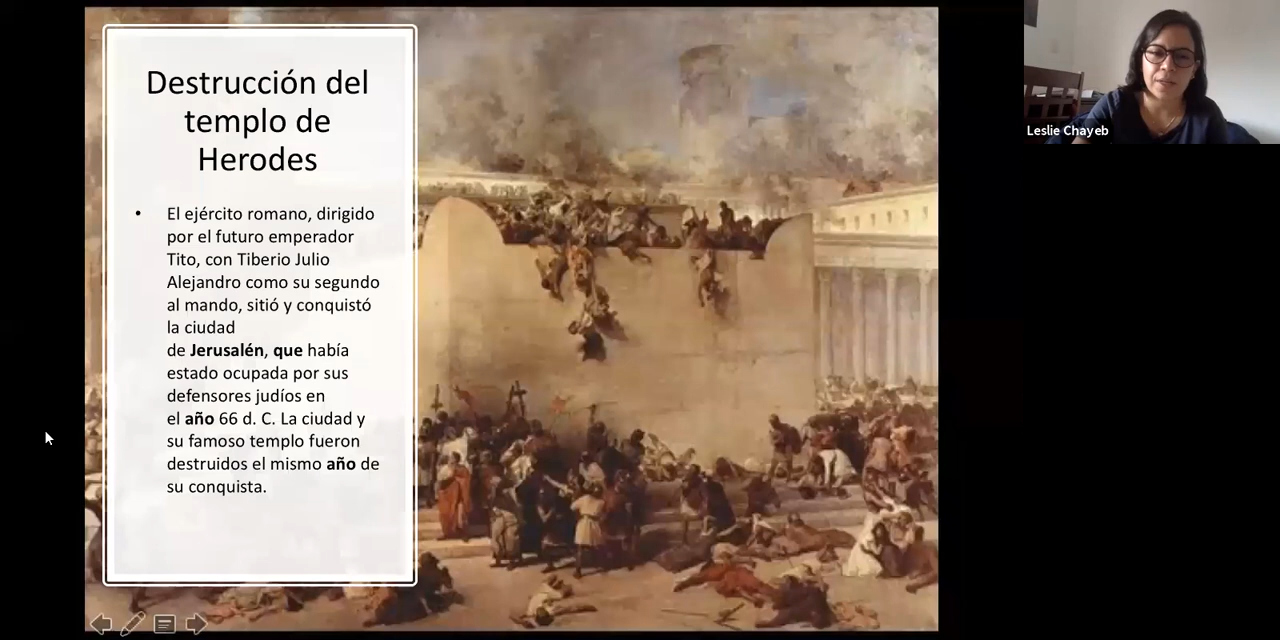 Destrucción del
templo de
Herodes
• El ejército romano, dirigido
por el futuro emperador
Tito, con Tiberio Julio
Alejandro como su segundo
al mando, sitió y conquistó
la ciudad
de Jerusalén, que había
estado ocupada por sus
defensores judíos en
el año 66 d. C. La ciudad y
su famoso templo fueron
destruidos el mismo año de
su conquista.
Leslie Chayeb